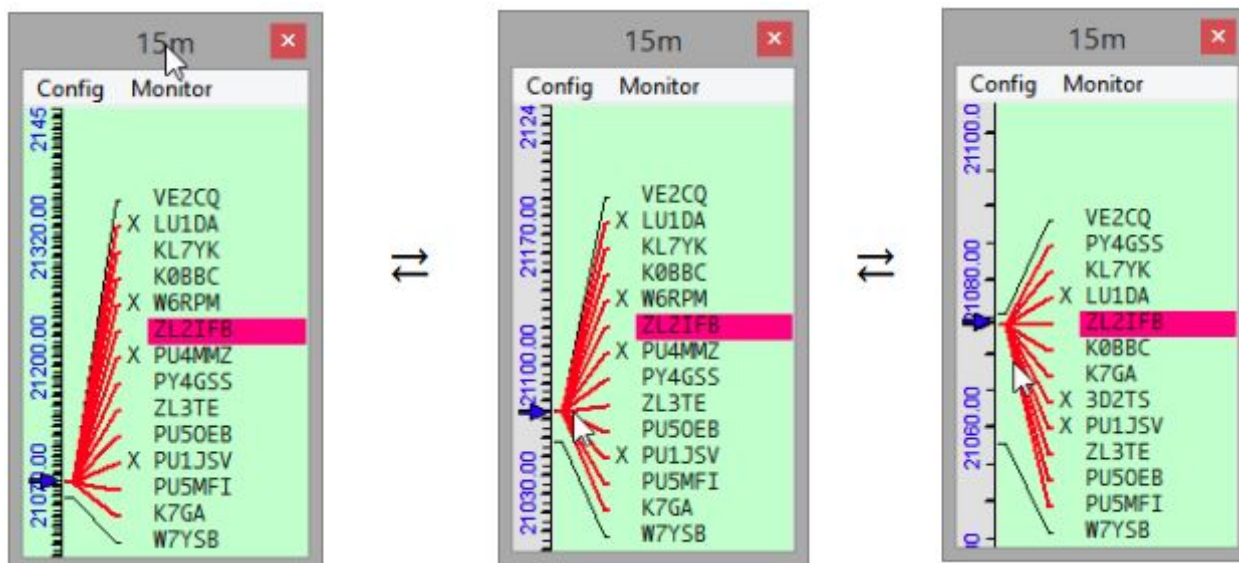 15m
Config Monitor
2145
21320.00
21200.00
21070.00
VE2CQ
X LU1DA
KL7YK
K0BBC
X W6RPM
ZL2IFB
X PU4MMZ
PY4GSS
ZL3TE
PU5OEB
X PU1JSV
PU5MFI
K7GA
W7YSB
15m
Config Monitor
2124
21170.00
21100.00
21030.00
VE2CQ
X LU1DA
KL7YK
K0BBC
X W6RPM
ZL2IFB
X PU4MMZ
PY4GSS
ZL3TE
PU5OEB
X PU1JSV
PU5MFI
K7GA
W7YSB
15m
Config Monitor
21100.0
21080.00
21060.00
VE2CQ
PY4GSS
KL7YK
X LU1DA
ZL2IFB
K0BBC
K7GA
X 3D2TS
X PU1JSV
ZL3TE
PU5OEB
PU5MFI
W7YSB